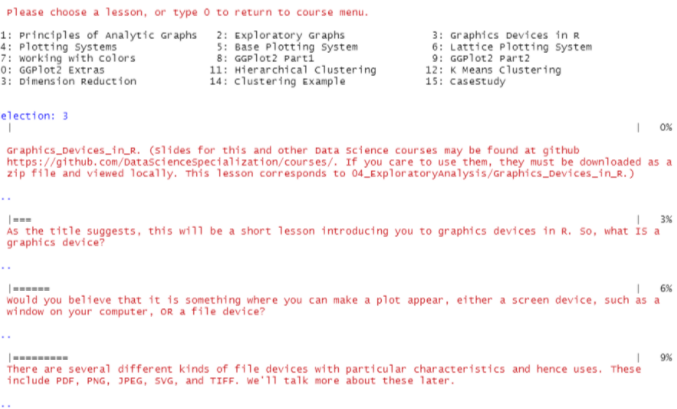 Please choose a lesson, or type 0 to return to course menu.
1: Principles of Analytic Graphs 2: Exploratory Graphs 3: Graphics Devices in R
4: Plotting Systems 5: Base Plotting System 6: Lattice Plotting System
7: Working with Colors 8: GGPlot2 Part1 9: GGPlot2 Part2
0: GGPlot2 Extras 11: Hierarchical Clustering 12: K Means Clustering
3: Dimension Reduction 14: Clustering Example 15: CaseStudy
election: 3
| | 0%
Graphics_Devices_in_R. (Slides for this and other Data Science courses may be found at github
https://github.com/DataScienceSpecialization/courses/. If you care to use them, they must be downloaded as a
zip file and viewed locally. This lesson corresponds to 04_ExploratoryAnalysis/Graphics_Devices_in_R.)
..
|=== | 3%
As the title suggests, this will be a short lesson introducing you to graphics devices in R. So, what IS a
graphics device?
..
|====== | 6%
Would you believe that it is something where you can make a plot appear, either a screen device, such as a
window on your computer, OR a file device?
..
|========= | 9%
There are several different kinds of file devices with particular characteristics and hence uses. These
include PDF, PNG, JPEG, SVG, and TIFF. We'll talk more about these later.
..